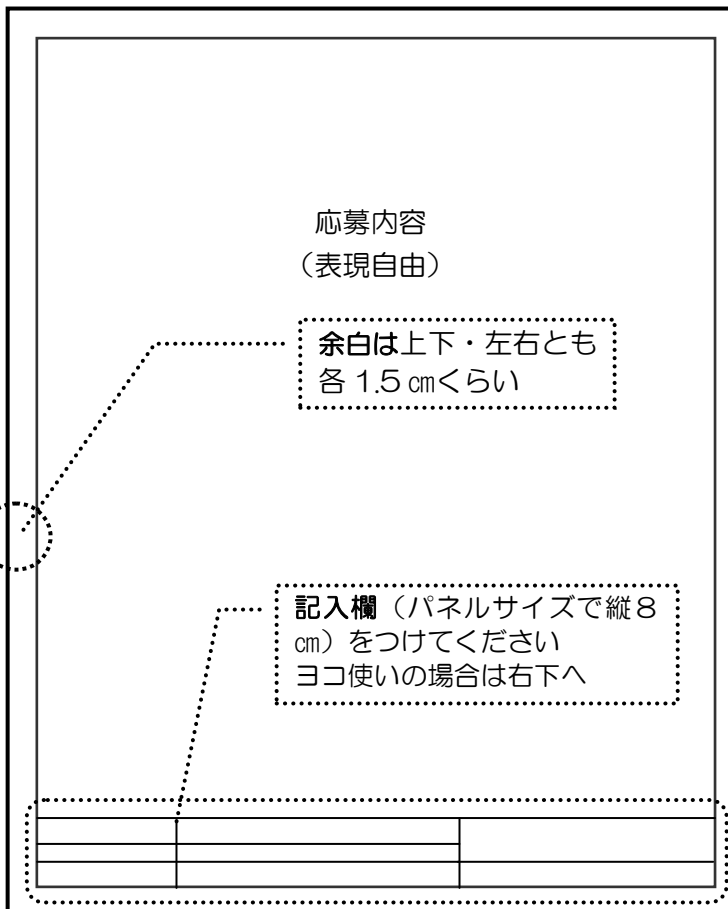 応募内容
（表現自由）
余白は上下・左右とも
各 1.5 ㎝くらい
記入欄（パネルサイズで縦８
㎝）をつけてください
ヨコ使いの場合は右下へ